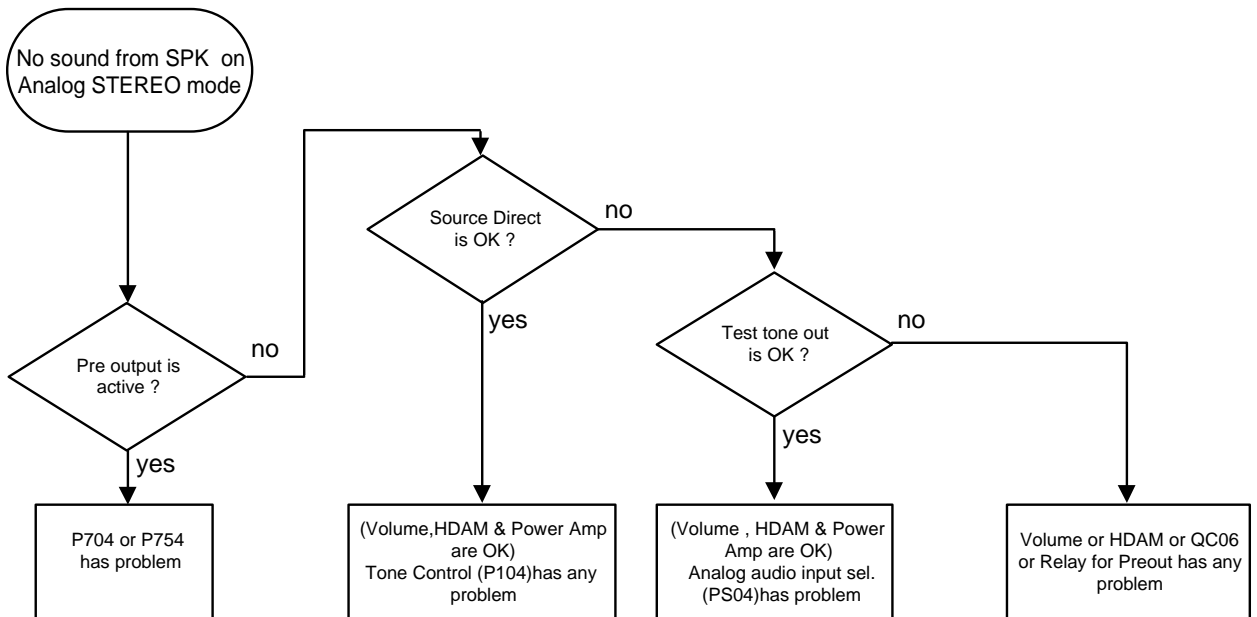 No sound from SPK on
Analog STEREO mode
Source Direct
is OK ?
no
yes
Test tone out
is OK ?
no
yes
Pre output is
active ?
no
yes
P704 or P754
has problem
(Volume,HDAM & Power Amp
are OK)
Tone Control (P104)has any
problem
(Volume , HDAM & Power
Amp are OK)
Analog audio input sel.
(PS04)has problem
Volume or HDAM or QC06
or Relay for Preout has any
problem